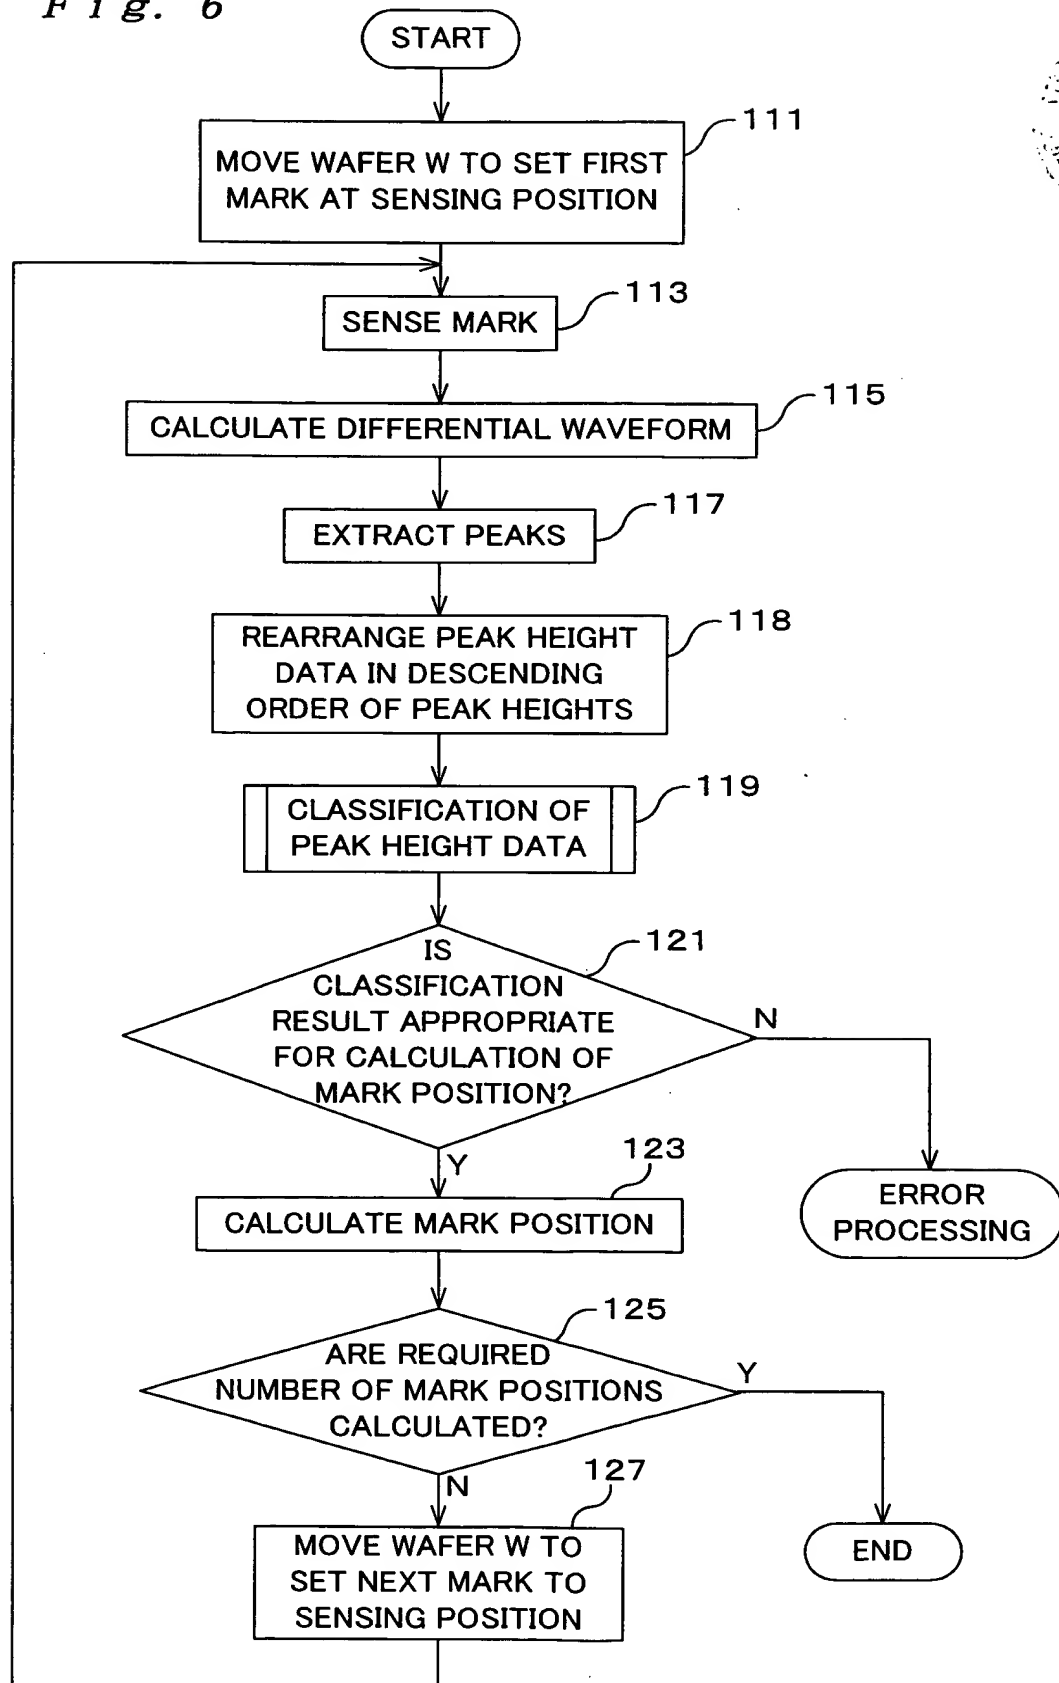 Fig. 6
START
111
MOVE WAFER W TO SET FIRST
MARK AT SENSING POSITION
113
SENSE MARK
115
CALCULATE DIFFERENTIAL WAVEFORM
117
EXTRACT PEAKS
118
REARRANGE PEAK HEIGHT
DATA IN DESCENDING
ORDER OF PEAK HEIGHTS
119
CLASSIFICATION OF
PEAK HEIGHT DATA
121
IS
CLASSIFICATION
RESULT APPROPRIATE
FOR CALCULATION OF
MARK POSITION?
N
Y
123
CALCULATE MARK POSITION
ERROR
PROCESSING
125
ARE REQUIRED
NUMBER OF MARK POSITIONS
CALCULATED?
Y
N
127
MOVE WAFER W TO
SET NEXT MARK TO
SENSING POSITION
END